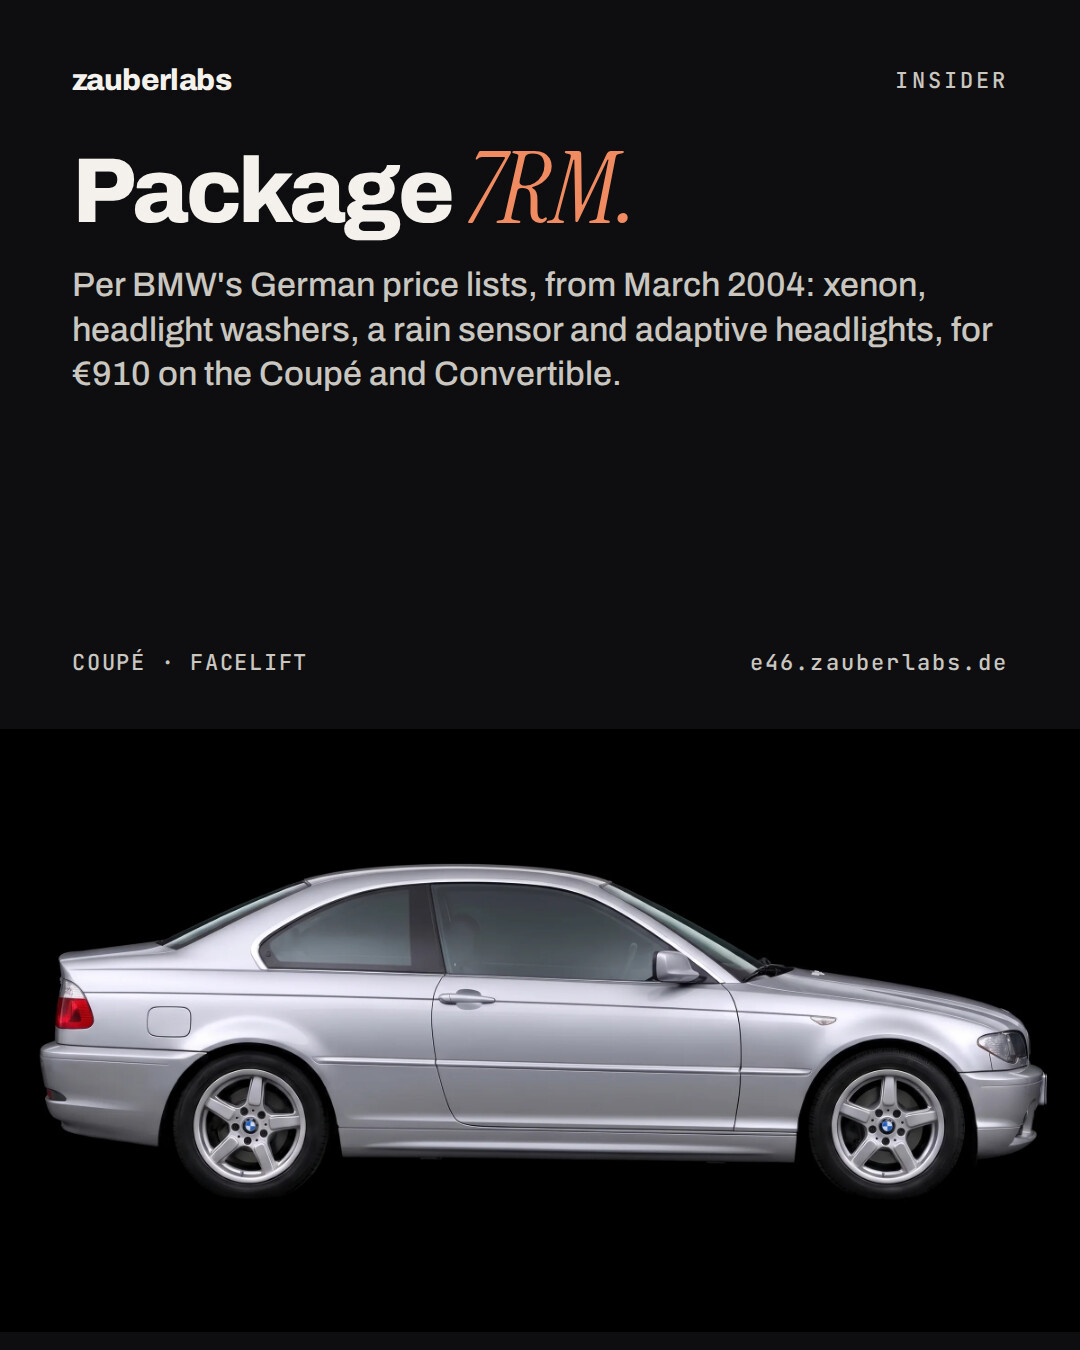 zauberlabs
INSIDER
Package 7RM.
Per BMW's German price lists, from March 2004: xenon,
headlight washers, a rain sensor and adaptive headlights, for
€910 on the Coupé and Convertible.
COUPÉ · FACELIFT
e46.zauberlabs.de